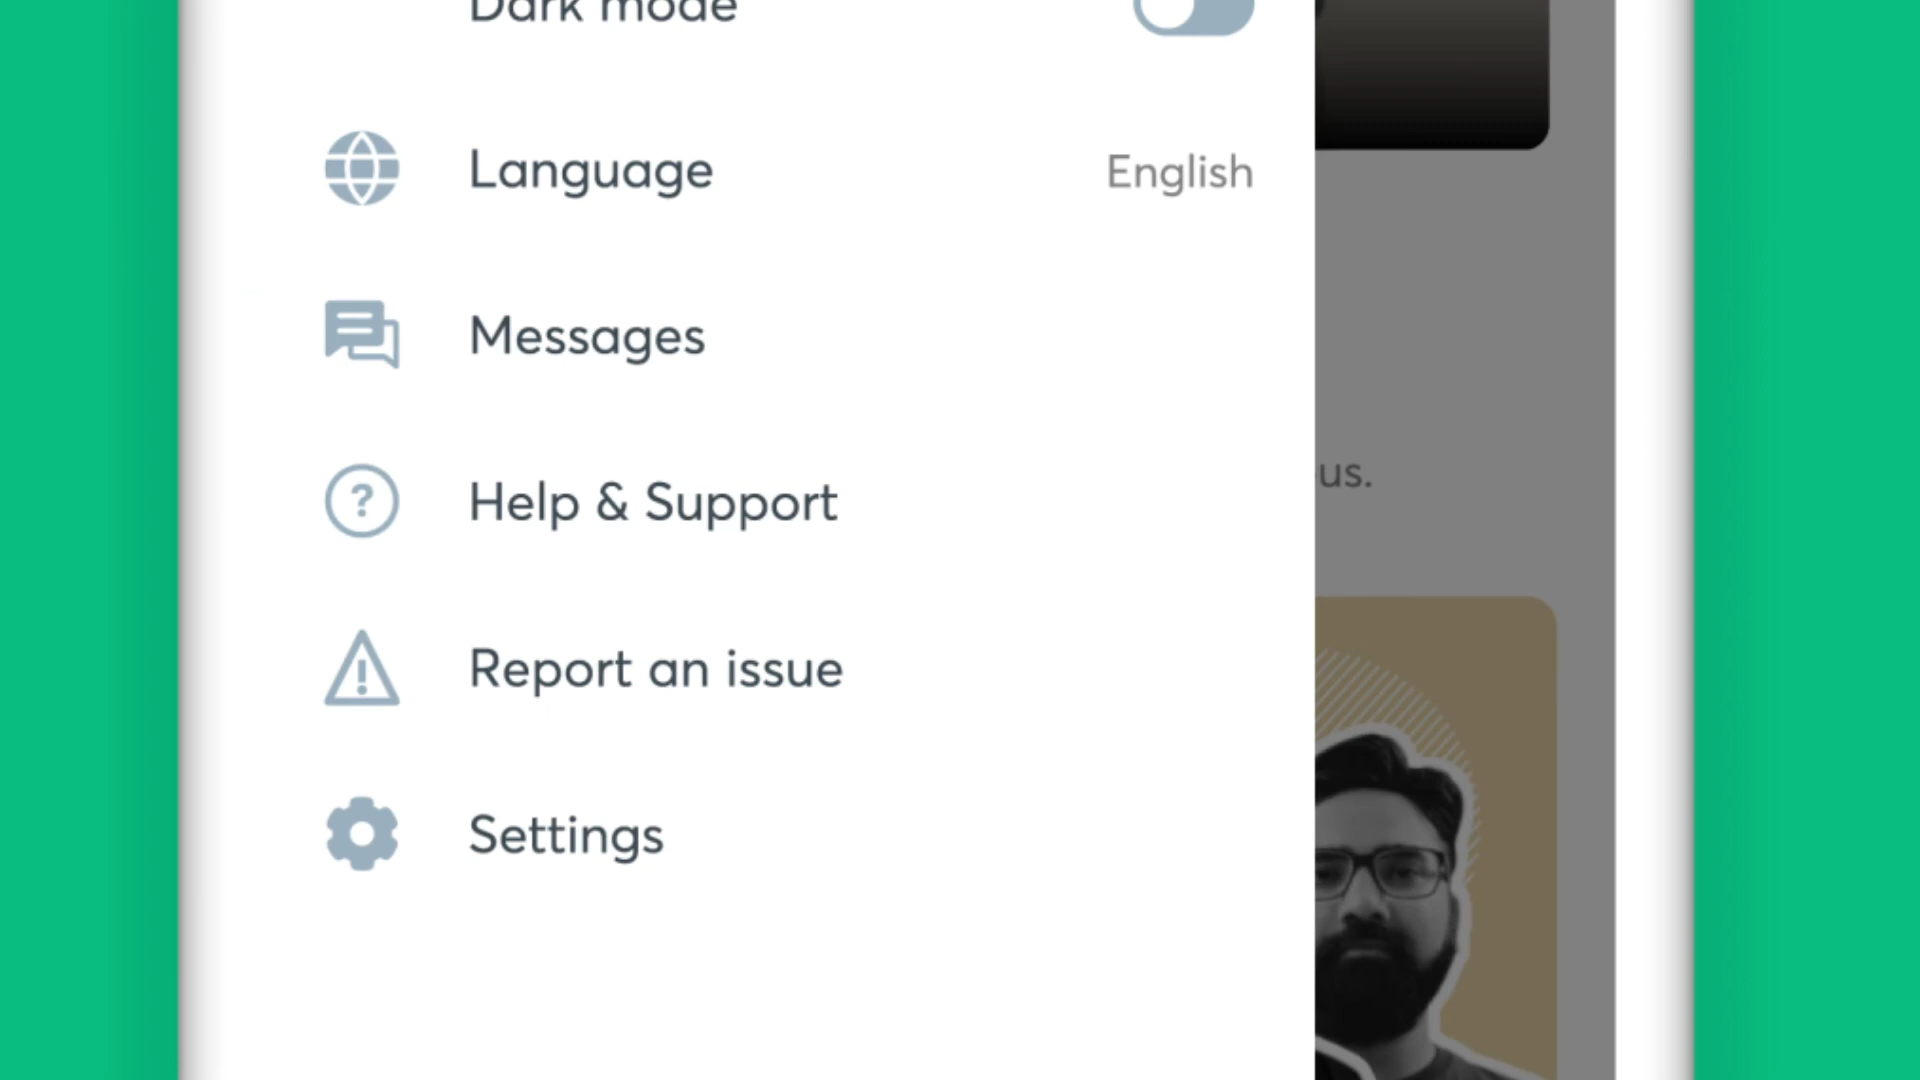 Dark mode
Language English
Messages
us.
Help & Support
Report an issue
Settings